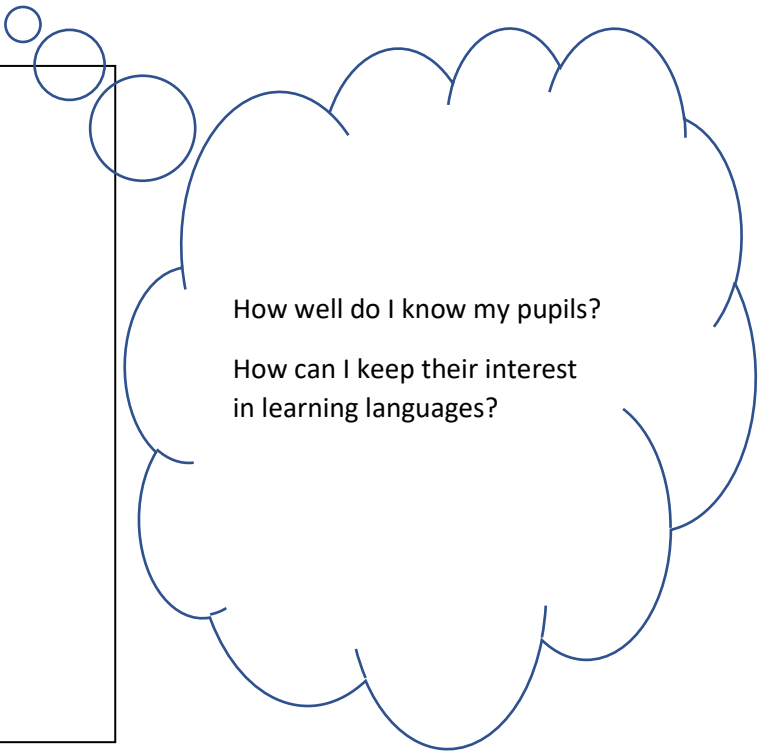 How well do I know my pupils?
How can I keep their interest
in learning languages?